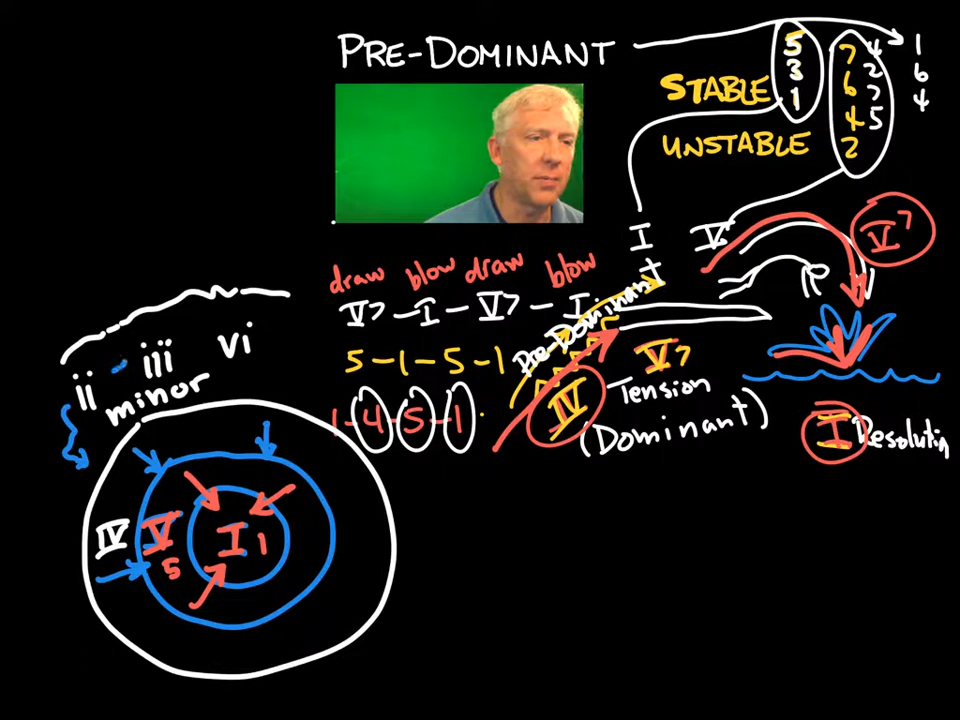 PRE-DOMINANT
5 7 4 1
3 6 2 6
1 4 7 4
2 5
STABLE
UNSTABLE
I V V7
draw blow draw blow
V7 - I - V7 - I
5 - 1 - 5 - 1
1 - 4 - 5 - 1
Pre-Dominant
IV
V7
Tension
(Dominant)
I Resolution
ii - iii vi
minor
IV V I 1
5